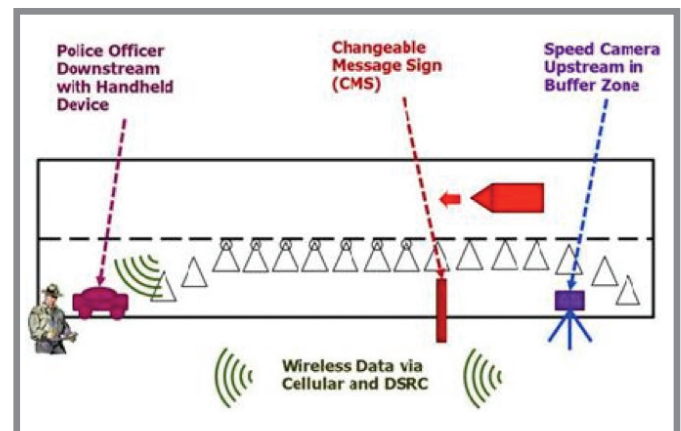 Police Officer
Downstream
with Handheld
Device
Changeable
Message Sign
(CMS)
Speed Camera
Upstream in
Buffer Zone
Wireless Data via
Cellular and DSRC